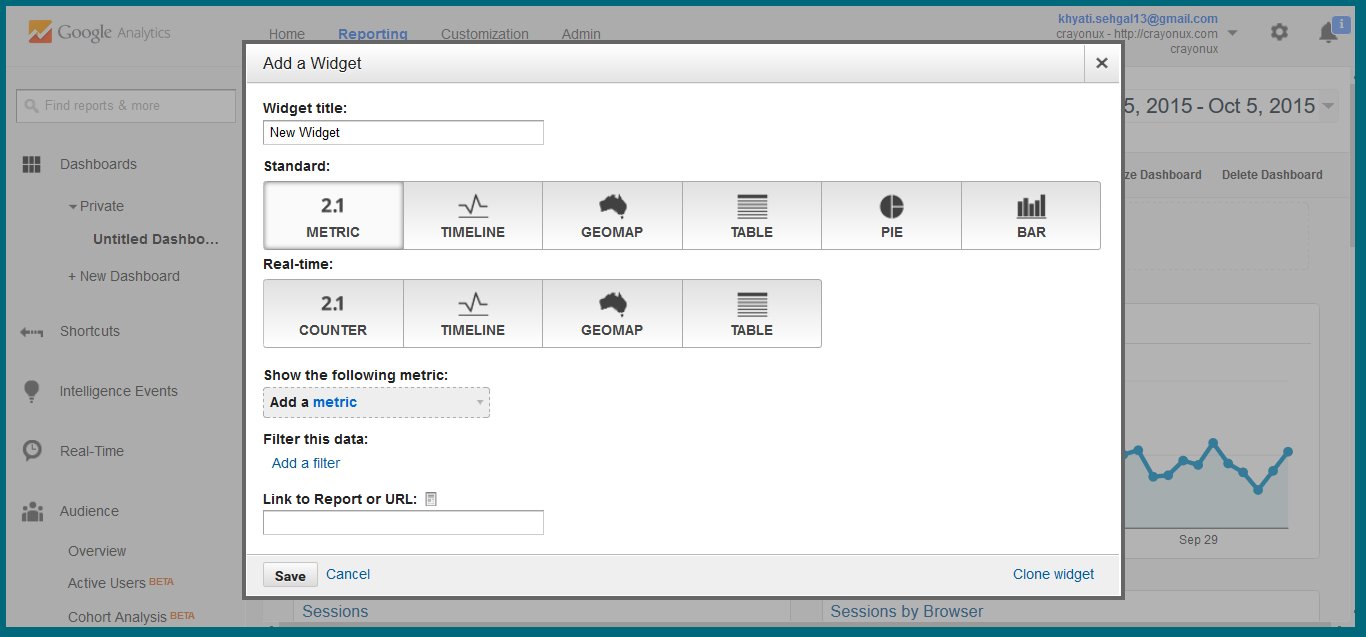 Google Analytics
Home Reporting Customization Admin
khyati.sehgal13@gmail.com
crayonux - http://crayonux.com
crayonux
i
Find reports & more
Dashboards
Private
Untitled Dashbo...
+ New Dashboard
Shortcuts
Intelligence Events
Real-Time
Audience
Overview
Active Users BETA
Cohort Analysis BETA
Add a Widget
Widget title:
New Widget
Standard:
2.1
METRIC TIMELINE GEOMAP TABLE PIE BAR
Real-time:
2.1
COUNTER TIMELINE GEOMAP TABLE
Show the following metric:
Add a metric
Filter this data:
Add a filter
Link to Report or URL:
Save Cancel Clone widget
5, 2015 - Oct 5, 2015
ze Dashboard Delete Dashboard
Sep 29
Sessions Sessions by Browser